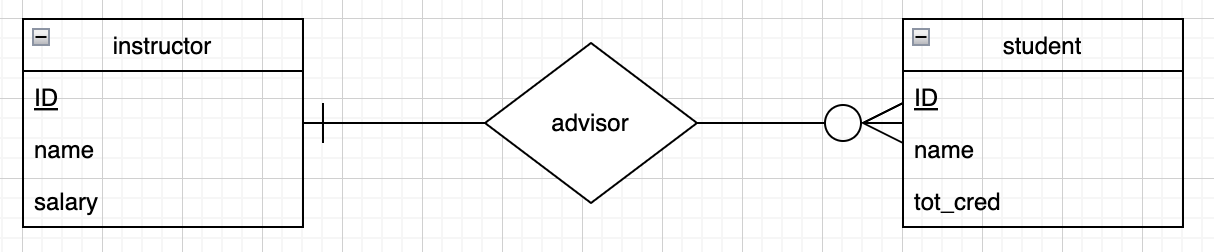 instructor
ID
name
salary
advisor
student
ID
name
tot_cred